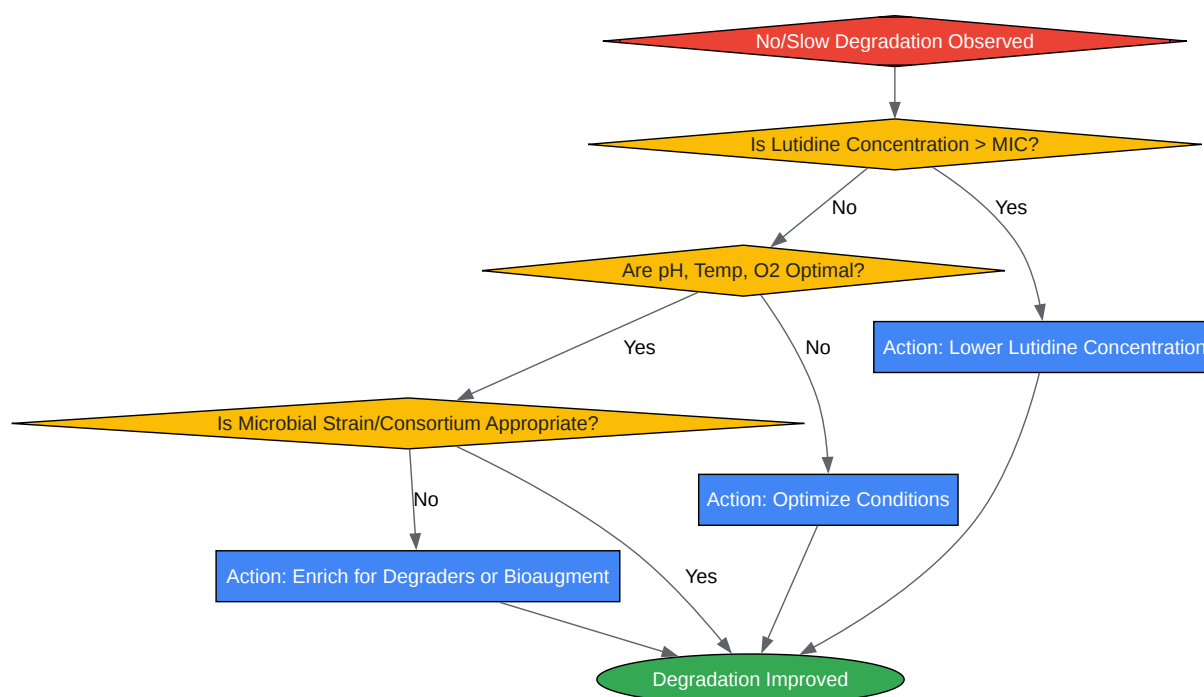 No/Slow Degradation Observed
Is Lutidine Concentration > MIC?
No
Yes
Are pH, Temp, O2 Optimal?
Yes
No
Action: Lower Lutidine Concentration
Is Microbial Strain/Consortium Appropriate?
No
Action: Optimize Conditions
Yes
Action: Enrich for Degraders or Bioaugment
Degradation Improved